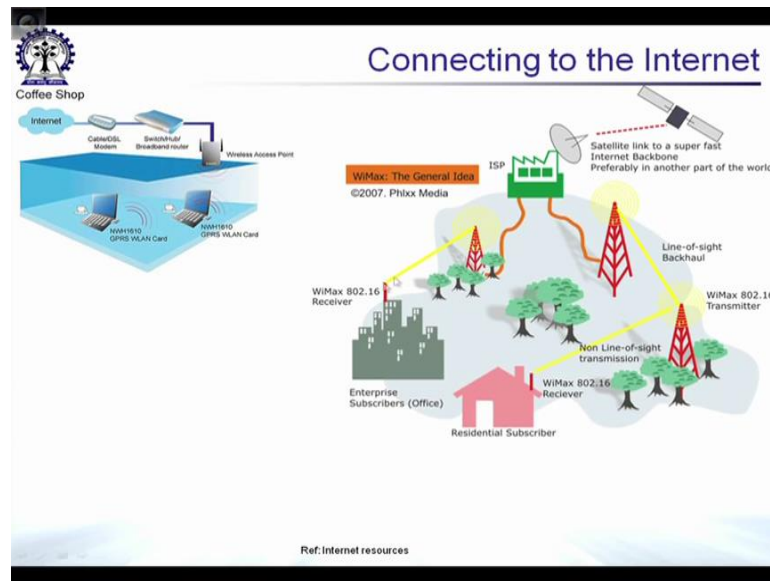 Connecting to the Internet
Coffee Shop
Internet
Cable/DSL
Modem
Switch/Hub/
Broadband router
Wireless Access Point
NWH1610
GPRS WLAN Card
NWH1610
GPRS WLAN Card
WiMax: The General Idea
©2007. Phlxx Media
ISP
Satellite link to a super fast
Internet Backbone
Preferably in another part of the world
Line-of-sight
Backhaul
WiMax 802.16
Receiver
WiMax 802.16
Transmitter
Non Line-of-sight
transmission
Enterprise
Subscribers (Office)
WiMax 802.16
Reciever
Residential Subscriber
Ref: Internet resources